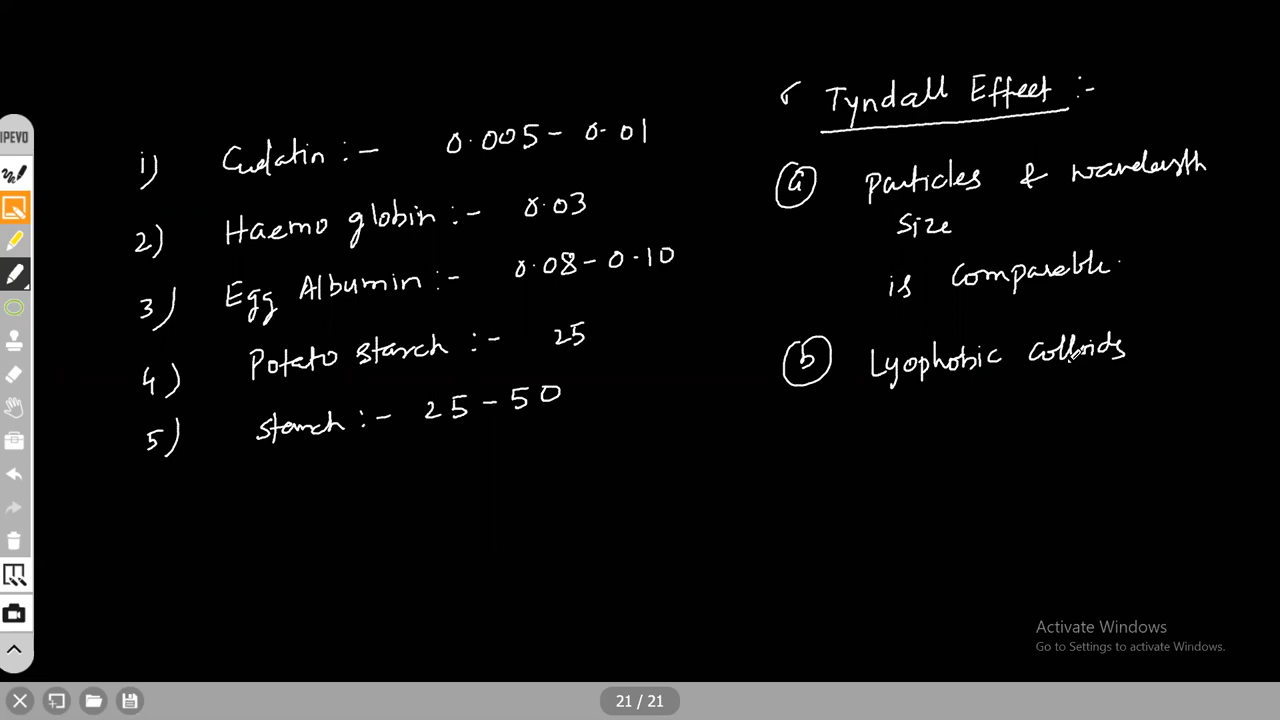 IPEVO
1) Gelatin :- 0.005 - 0.01
2) Haemo globin :- 0.03
3) Egg Albumin :- 0.08 - 0.10
4) Potato starch :- 25
5) starch :- 25 - 50
Tyndall Effect :-
(a) Particles & wavelength
size
is Comparable.
(b) Lyophobic colloids
Activate Windows
Go to Settings to activate Windows.
21 / 21